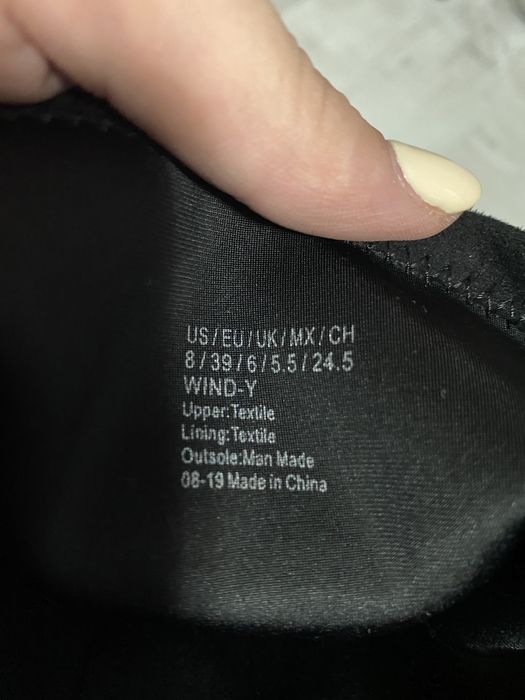 US/EU/UK/MX/CH
8/39/6/5.5/24.5
WIND-Y
Upper:Textile
Lining:Textile
Outsole:Man Made
08-19 Made in China